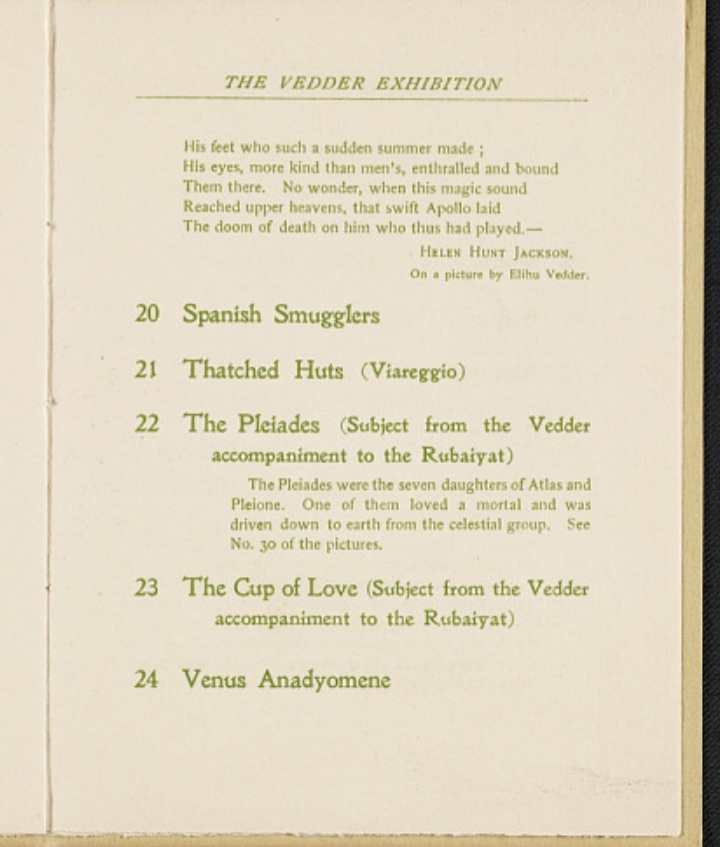 THE VEDDER EXHIBITION
His feet who such a sudden summer made ;
His eyes, more kind than men's, enthralled and bound
Them there. No wonder, when this magic sound
Reached upper heavens, that swift Apollo laid
The doom of death on him who thus had played.—
HELEN HUNT JACKSON.
On a picture by Elihu Vedder.
20 Spanish Smugglers
21 Thatched Huts (Viareggio)
22 The Pleiades (Subject from the Vedder
accompaniment to the Rubaiyat)
The Pleiades were the seven daughters of Atlas and
Pleione. One of them loved a mortal and was
driven down to earth from the celestial group. See
No. 30 of the pictures.
23 The Cup of Love (Subject from the Vedder
accompaniment to the Rubaiyat)
24 Venus Anadyomene